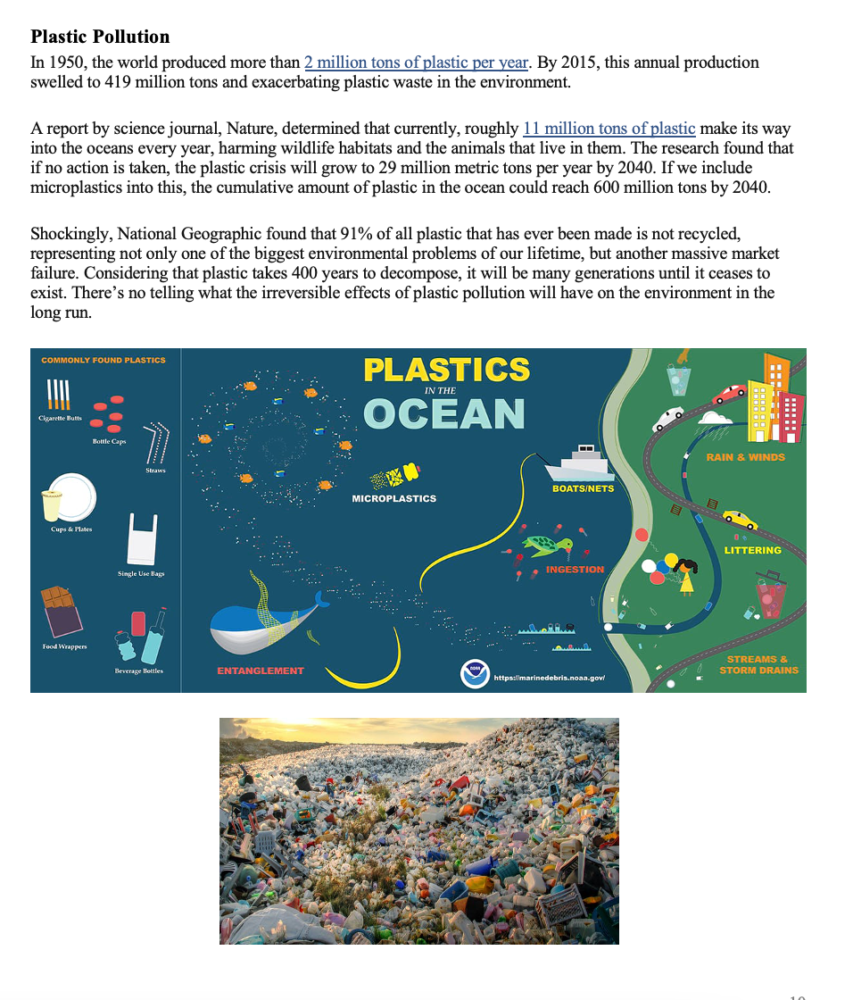 Plastic Pollution
In 1950, the world produced more than 2 million tons of plastic per year. By 2015, this annual production
swelled to 419 million tons and exacerbating plastic waste in the environment.
A report by science journal, Nature, determined that currently, roughly 11 million tons of plastic make its way
into the oceans every year, harming wildlife habitats and the animals that live in them. The research found that
if no action is taken, the plastic crisis will grow to 29 million metric tons per year by 2040. If we include
microplastics into this, the cumulative amount of plastic in the ocean could reach 600 million tons by 2040.
Shockingly, National Geographic found that 91% of all plastic that has ever been made is not recycled,
representing not only one of the biggest environmental problems of our lifetime, but another massive market
failure. Considering that plastic takes 400 years to decompose, it will be many generations until it ceases to
exist. There’s no telling what the irreversible effects of plastic pollution will have on the environment in the
long run.
COMMONLY FOUND PLASTICS
Cigarette Butts
Bottle Caps
Straws
Cups & Plates
Single Use Bags
Food Wrappers
Beverage Bottles
PLASTICS
IN THE
OCEAN
MICROPLASTICS
BOATS/NETS
INGESTION
ENTANGLEMENT
NOAA
https://marinedebris.noaa.gov/
RAIN & WINDS
LITTERING
STREAMS &
STORM DRAINS